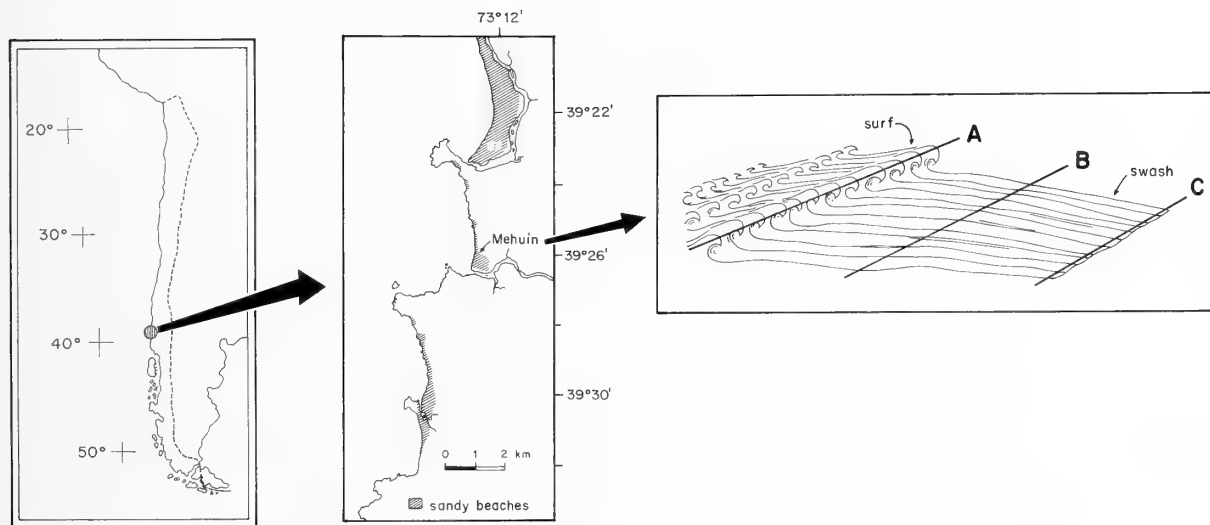 20°
30°
40°
50°
73°12'
39°22'
Mehuín
39°26'
39°30'
0 1 2 km
sandy beaches
surf
A
B
swash
C